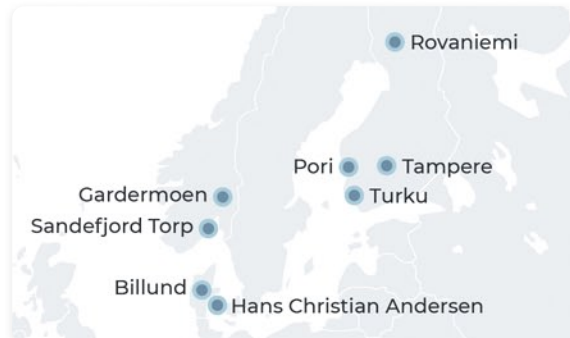 Rovaniemi
Pori
Tampere
Gardermoen
Turku
Sandefjord Torp
Billund
Hans Christian Andersen